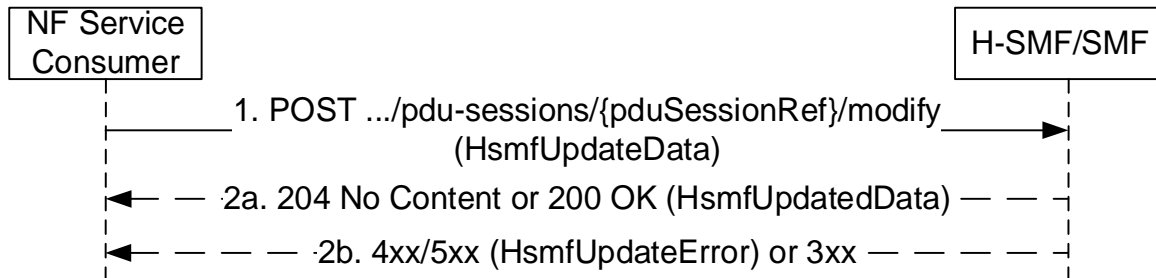 NF Service
Consumer
H-SMF/SMF
1. POST .../pdu-sessions/{pduSessionRef}/modify
(HsmfUpdateData)
2a. 204 No Content or 200 OK (HsmfUpdatedData)
2b. 4xx/5xx (HsmfUpdateError) or 3xx